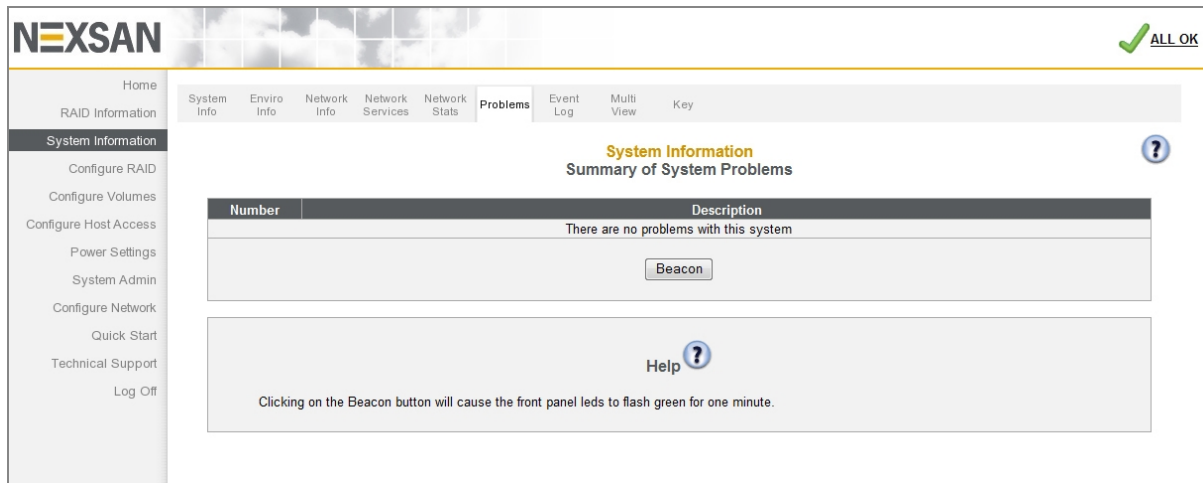 NEXSAN
ALL OK
Home
RAID Information
System Information
Configure RAID
Configure Volumes
Configure Host Access
Power Settings
System Admin
Configure Network
Quick Start
Technical Support
Log Off
System Info
Enviro Info
Network Info
Network Services
Network Stats
Problems
Event Log
Multi View
Key
System Information
Summary of System Problems
?
Number Description
There are no problems with this system
Beacon
Help ?
Clicking on the Beacon button will cause the front panel leds to flash green for one minute.